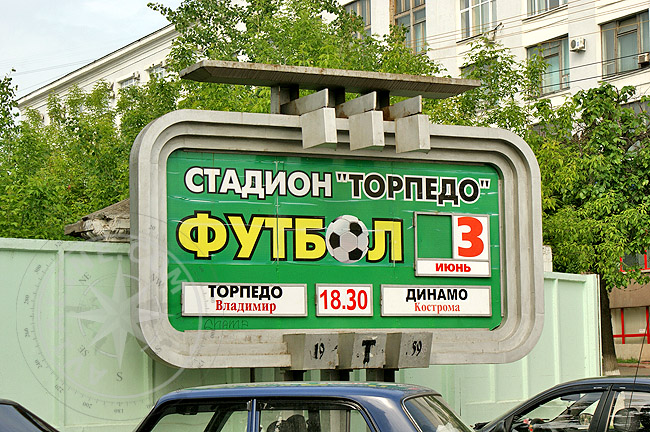 СТАДИОН "ТОРПЕДО"
ФУТБОЛ
3
ИЮНЬ
ТОРПЕДО
Владимир
18.30
ДИНАМО
Кострома
19 Т 59